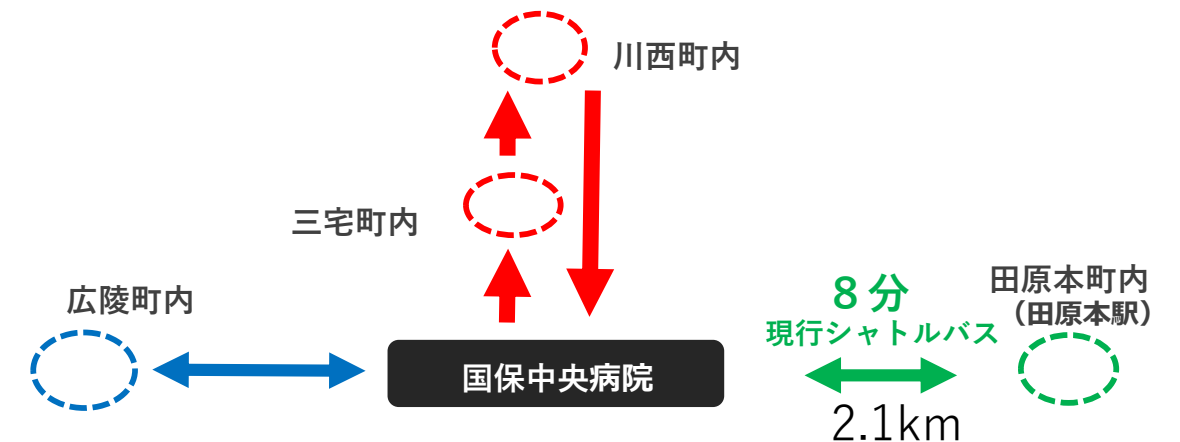 川西町内
三宅町内
広陵町内
国保中央病院
８分
現行シャトルバス
2.1km
田原本町内
（田原本駅）